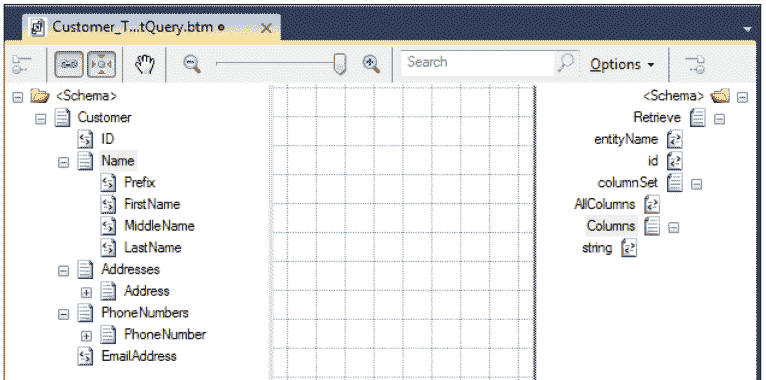 Customer_T...tQuery.btm
Search
Options
<Schema>
Customer
ID
Name
Prefix
FirstName
MiddleName
LastName
Addresses
Address
PhoneNumbers
PhoneNumber
EmailAddress
<Schema>
Retrieve
entityName
id
columnSet
AllColumns
Columns
string